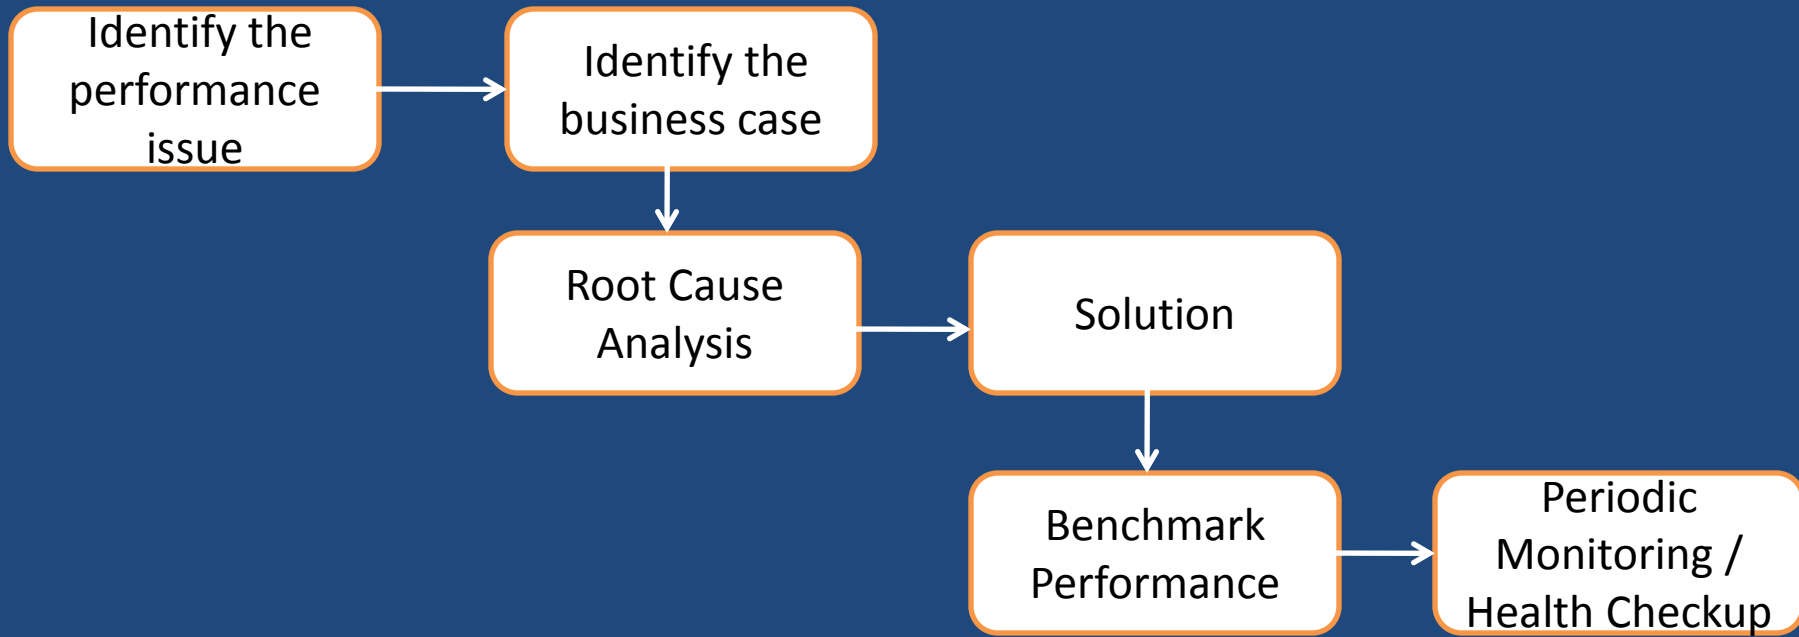 Identify the
performance
issue
Identify the
business case
Root Cause
Analysis
Solution
Benchmark
Performance
Periodic
Monitoring /
Health Checkup